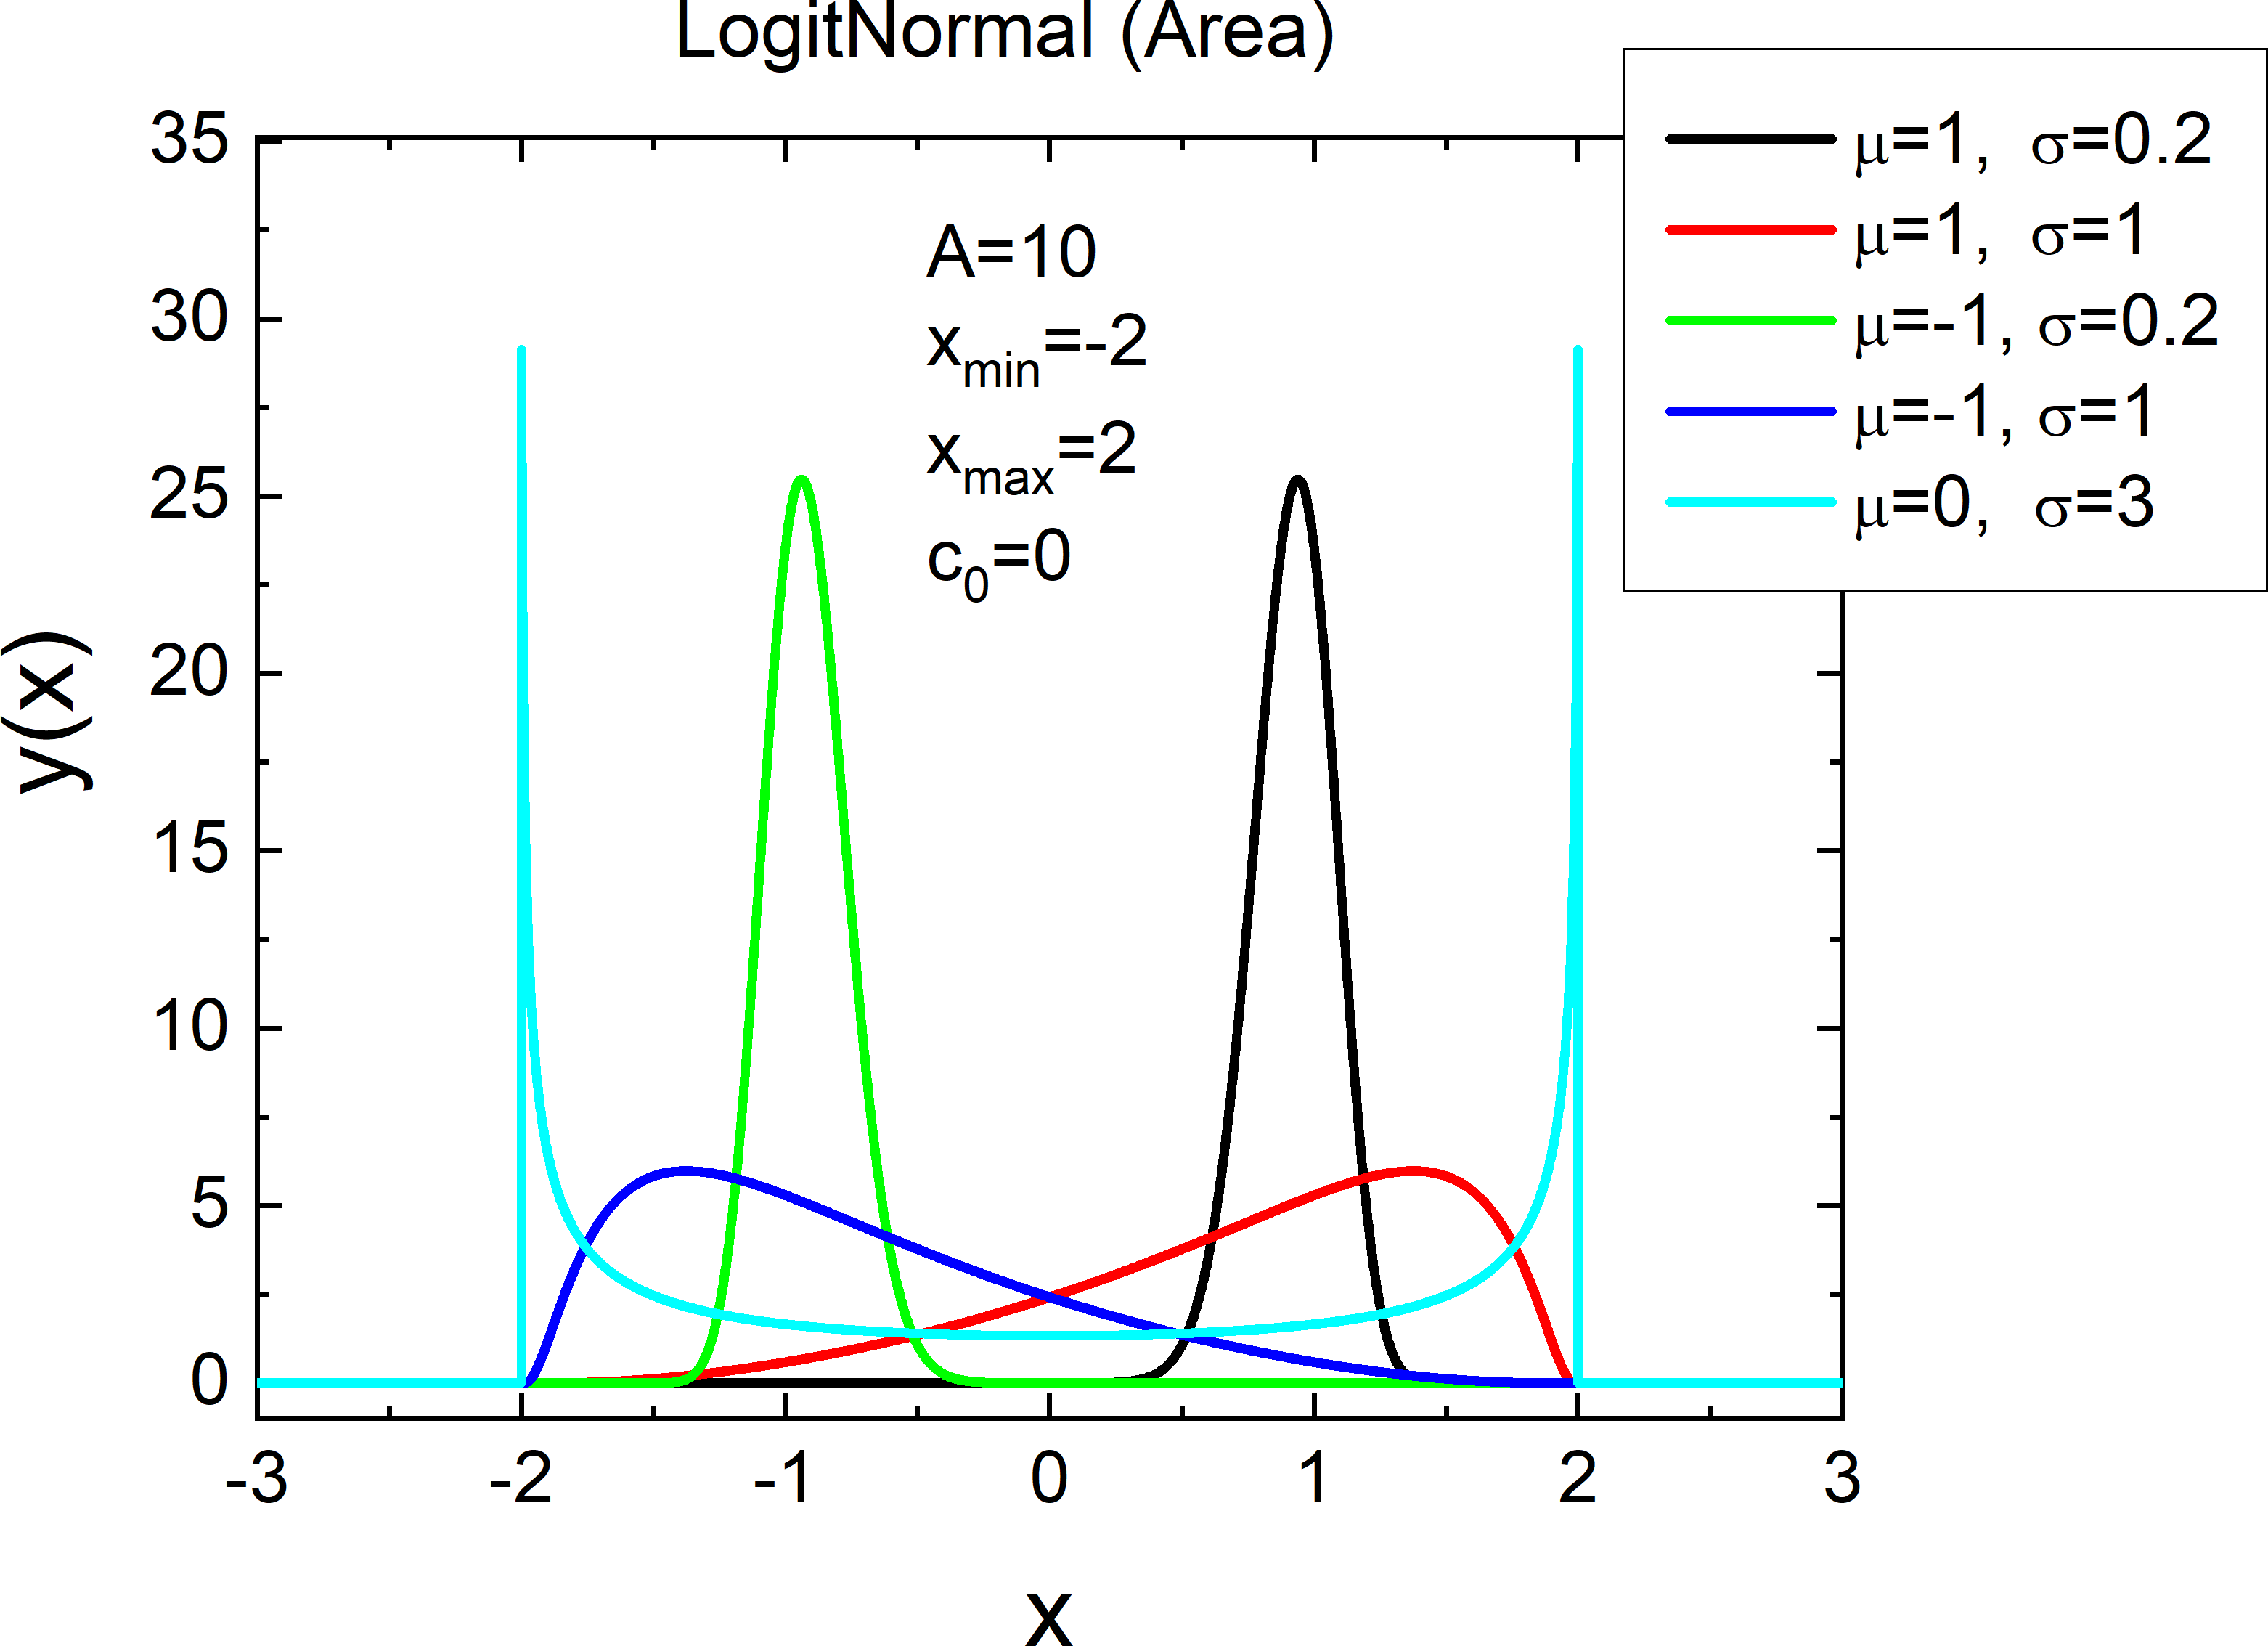 LogitNormal (Area)
μ=1, σ=0.2
μ=1, σ=1
μ=-1, σ=0.2
μ=-1, σ=1
μ=0, σ=3
A=10
xmin=-2
xmax=2
c0=0
y(x)
35
30
25
20
15
10
5
0
-3 -2 -1 0 1 2 3
x